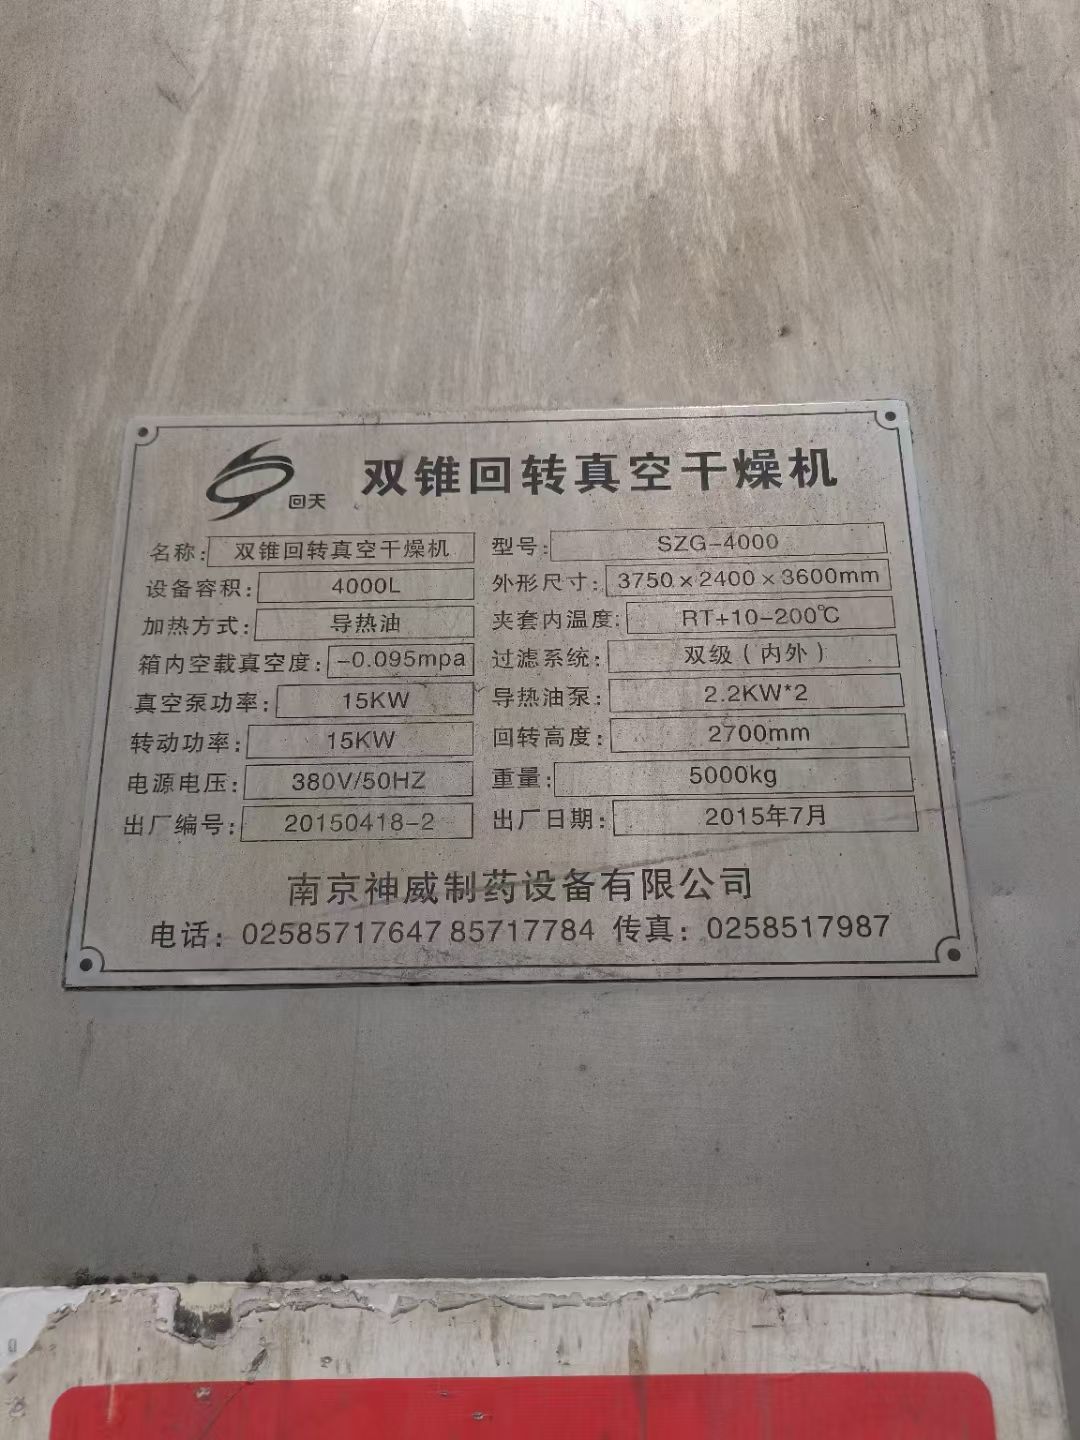 回天 双锥回转真空干燥机
名称: 双锥回转真空干燥机 型号: SZG-4000
设备容积: 4000L 外形尺寸: 3750×2400×3600mm
加热方式: 导热油 夹套内温度: RT+10-200℃
箱内空载真空度: -0.095mpa 过滤系统: 双级(内外)
真空泵功率: 15KW 导热油泵: 2.2KW*2
转动功率: 15KW 回转高度: 2700mm
电源电压: 380V/50HZ 重量: 5000kg
出厂编号: 20150418-2 出厂日期: 2015年7月
南京神威制药设备有限公司
电话: 02585717647 85717784 传真: 0258517987